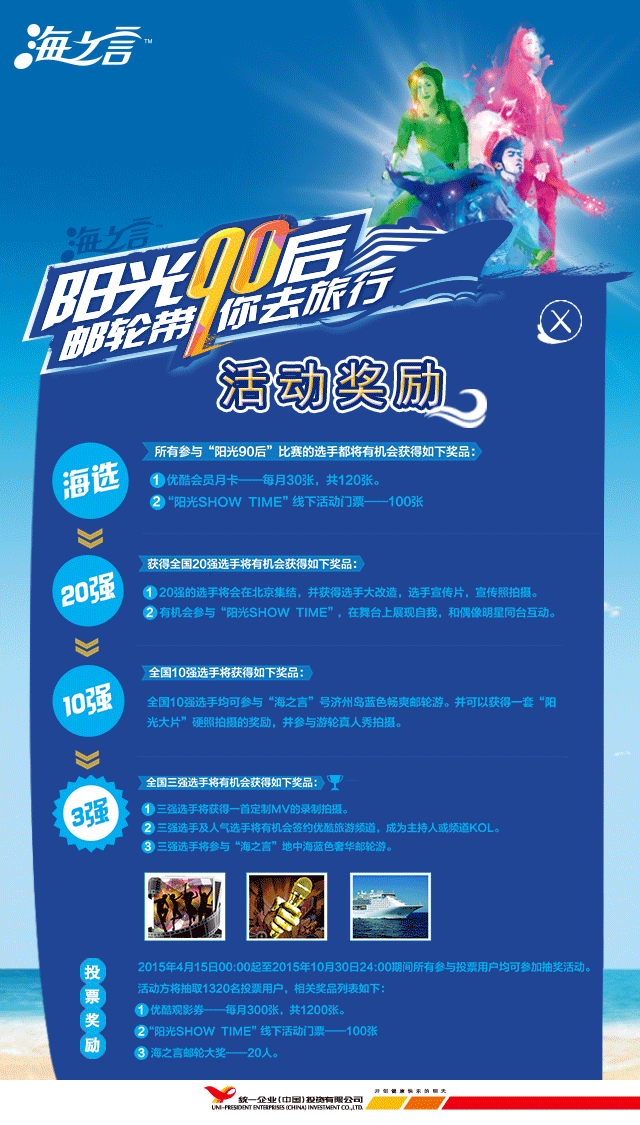 海之言™
海之言™
阳光90后
邮轮带你去旅行
X
活动奖励
海选
所有参与“阳光90后”比赛的选手都将有机会获得如下奖品：
1 优酷会员月卡——每月30张，共120张。
2 “阳光SHOW TIME”线下活动门票——100张
20强
获得全国20强选手将有机会获得如下奖品：
1 20强的选手将会在北京集结，并获得选手大改造，选手宣传片，宣传照拍摄。
2 有机会参与“阳光SHOW TIME”，在舞台上展现自我，和偶像明星同台互动。
10强
全国10强选手将获得如下奖品：
全国10强选手均可参与“海之言”号济州岛蓝色畅爽邮轮游。并可以获得一套“阳
光大片”硬照拍摄的奖励，并参与游轮真人秀拍摄。
3强
全国三强选手将有机会获得如下奖品：
1 三强选手将获得一首定制MV的录制拍摄。
2 三强选手及人气选手将有机会签约优酷旅游频道，成为主持人或频道KOL。
3 三强选手将参与“海之言”地中海蓝色奢华邮轮游。
投票奖励
2015年4月15日00:00起至2015年10月30日24:00期间所有参与投票用户均可参加抽奖活动。
活动方将抽取1320名投票用户，相关奖品列表如下：
1 优酷观影券——每月300张，共1200张。
2 “阳光SHOW TIME”线下活动门票——100张
3 海之言邮轮大奖——20人。
统一企业(中国)投资有限公司
UNI-PRESIDENT ENTERPRISES (CHINA) INVESTMENT CO.,LTD.
开创健康快乐的明天